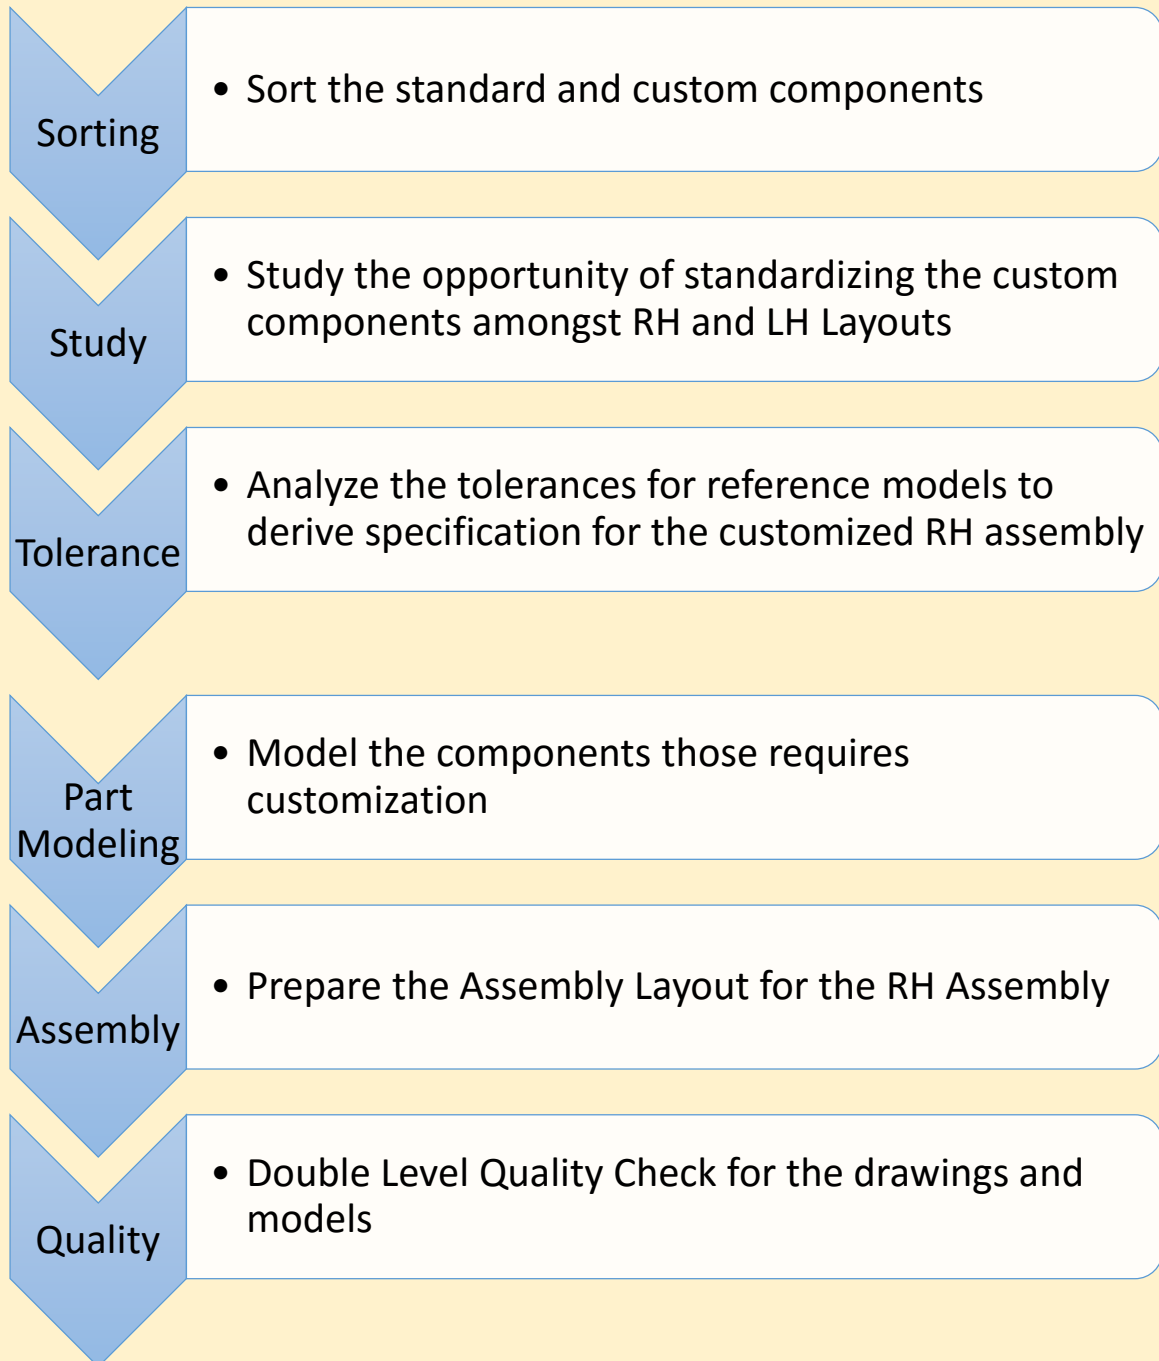 Sorting
• Sort the standard and custom components
Study
• Study the opportunity of standardizing the custom
components amongst RH and LH Layouts
Tolerance
• Analyze the tolerances for reference models to
derive specification for the customized RH assembly
Part
Modeling
• Model the components those requires
customization
Assembly
• Prepare the Assembly Layout for the RH Assembly
Quality
• Double Level Quality Check for the drawings and
models